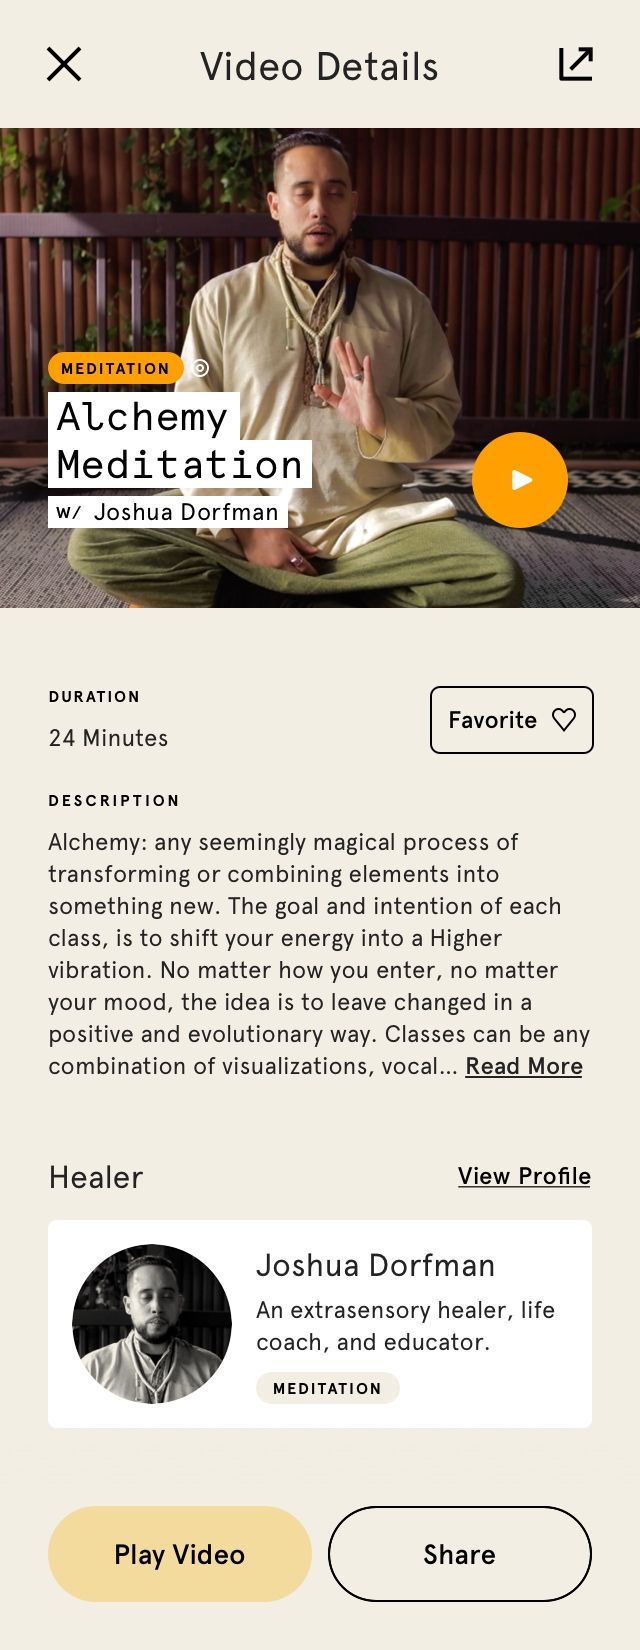 Video Details
MEDITATION
Alchemy
Meditation
w/ Joshua Dorfman
DURATION
24 Minutes
Favorite
DESCRIPTION
Alchemy: any seemingly magical process of
transforming or combining elements into
something new. The goal and intention of each
class, is to shift your energy into a Higher
vibration. No matter how you enter, no matter
your mood, the idea is to leave changed in a
positive and evolutionary way. Classes can be any
combination of visualizations, vocal... Read More
Healer
View Profile
Joshua Dorfman
An extrasensory healer, life
coach, and educator.
MEDITATION
Play Video
Share